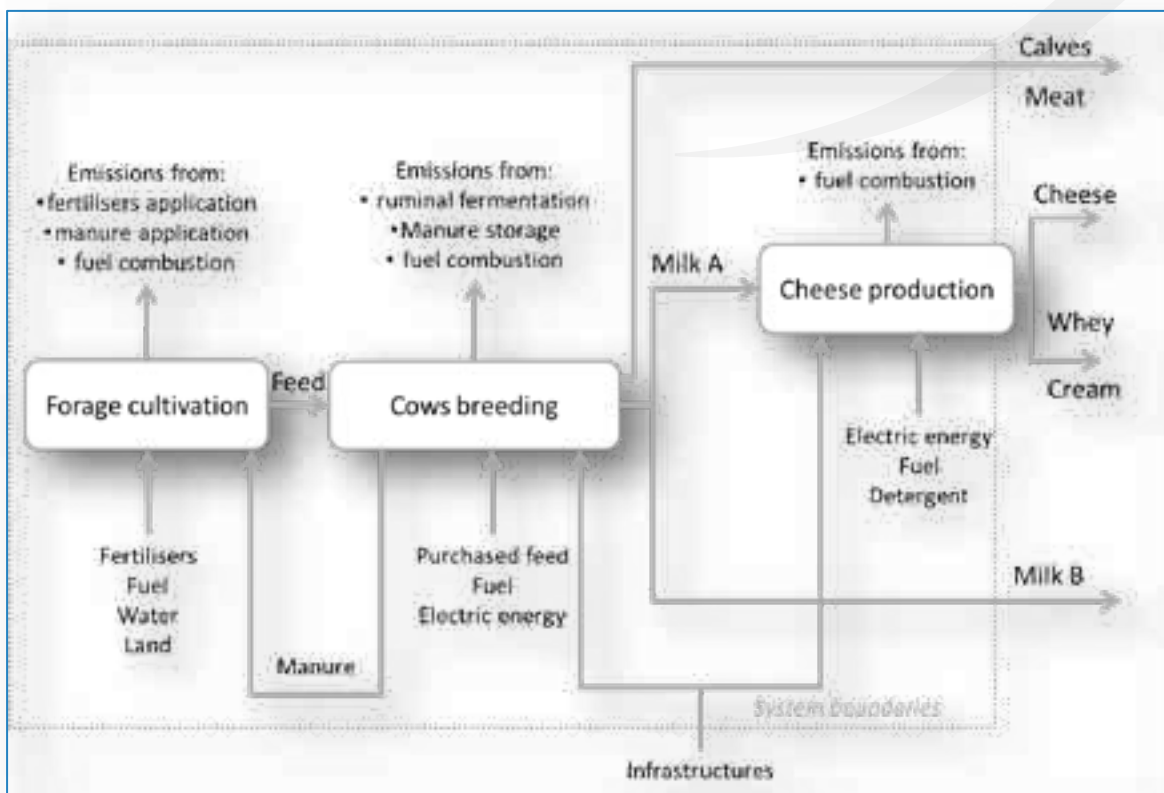 Calves
Meat
Emissions from:
•fertilisers application
•manure application
• fuel combustion
Emissions from:
• ruminal fermentation
•Manure storage
• fuel combustion
Emissions from:
• fuel combustion
Cheese
Milk A
Cheese production
Whey
Cream
Feed
Forage cultivation
Cows breeding
Electric energy
Fuel
Detergent
Fertilisers
Fuel
Water
Land
Purchased feed
Fuel
Electric energy
Milk B
Manure
System boundaries
Infrastructures